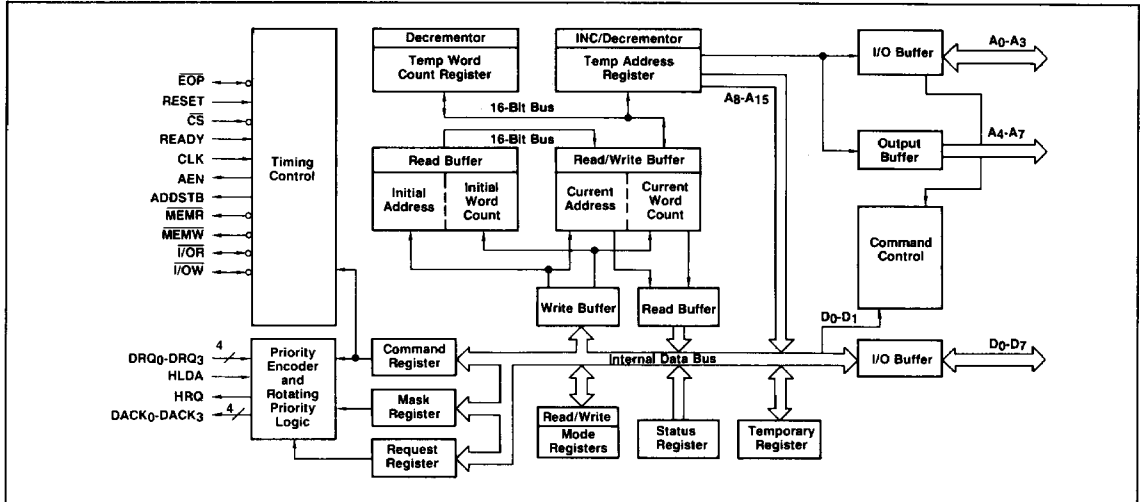 EOP
RESET
CS
READY
CLK
AEN
ADDSTB
MEMR
MEMW
I/OR
I/OW
Timing
Control
DRQ0-DRQ3
4
HLDA
HRQ
DACK0-DACK3
4
Priority
Encoder
and
Rotating
Priority
Logic
Decrementor
Temp Word
Count Register
INC/Decrementor
Temp Address
Register
16-Bit Bus
A8-A15
16-Bit Bus
Read Buffer
Initial
Address
Initial
Word
Count
Read/Write Buffer
Current
Address
Current
Word
Count
Write Buffer
Read Buffer
Command
Register
Mask
Register
Request
Register
Internal Data Bus
Read/Write
Mode
Registers
Status
Register
Temporary
Register
I/O Buffer
A0-A3
Output
Buffer
A4-A7
Command
Control
D0-D1
I/O Buffer
D0-D7